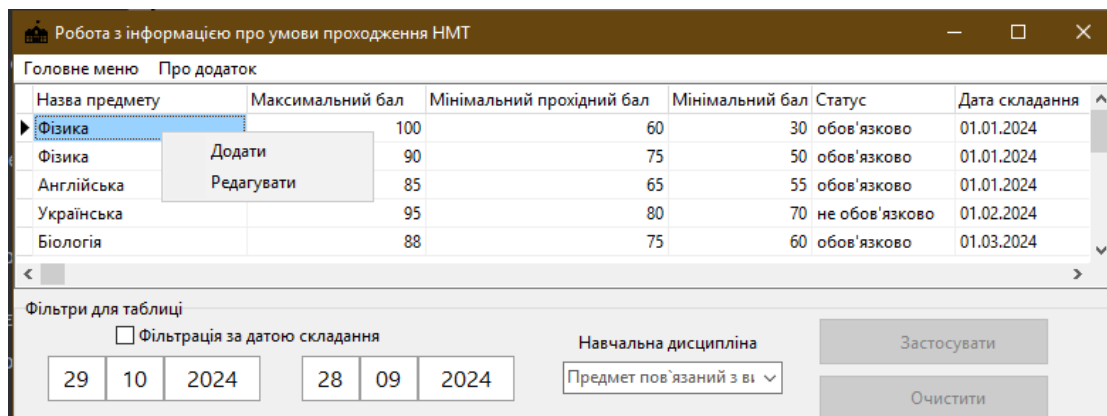 Робота з інформацією про умови проходження НМТ
Головне меню Про додаток
Назва предмету Максимальний бал Мінімальний прохідний бал Мінімальний бал Статус Дата складання
Фізика 100 60 30 обов'язково 01.01.2024
Фізика 90 75 50 обов'язково 01.01.2024
Англійська 85 65 55 обов'язково 01.01.2024
Українська 95 80 70 не обов'язково 01.02.2024
Біологія 88 75 60 обов'язково 01.03.2024
Додати
Редагувати
Фільтри для таблиці
Фільтрація за датою складання
29 10 2024 28 09 2024
Навчальна дисципліна
Предмет пов`язаний з ви
Застосувати
Очистити